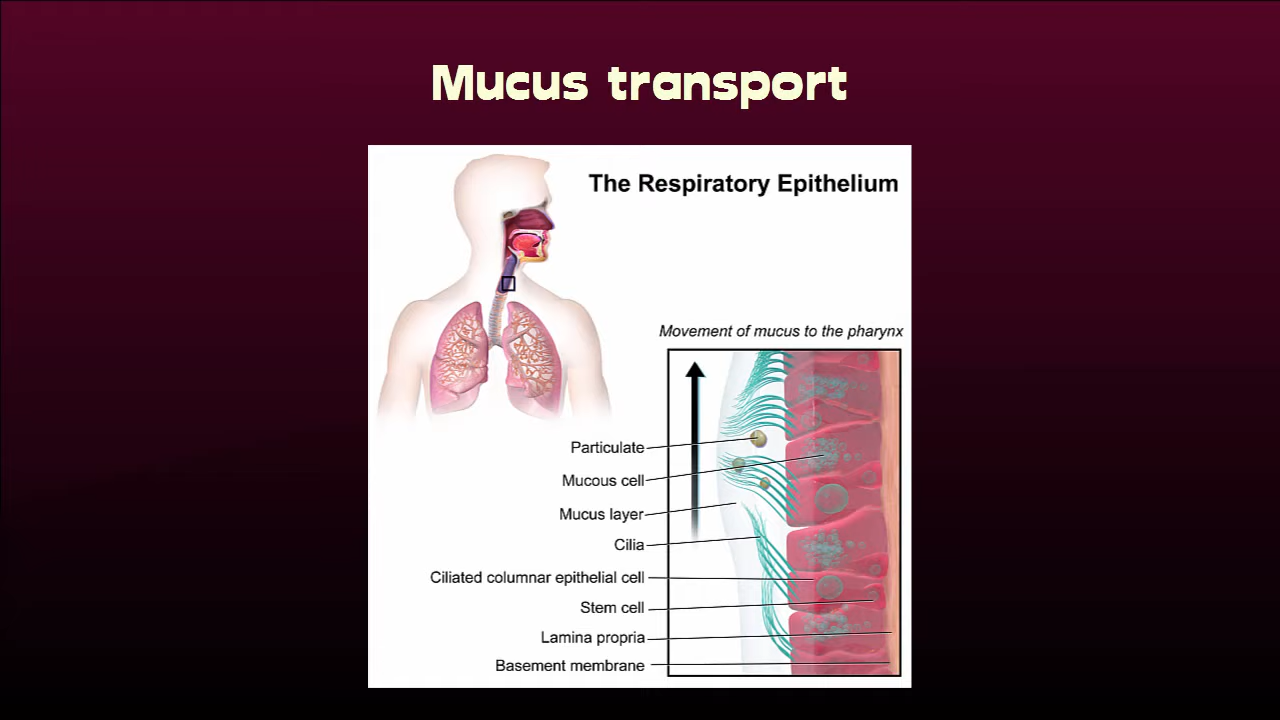 Mucus transport
The Respiratory Epithelium
Movement of mucus to the pharynx
Particulate
Mucous cell
Mucus layer
Cilia
Ciliated columnar epithelial cell
Stem cell
Lamina propria
Basement membrane